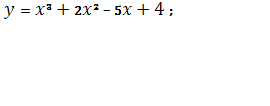 y = x³ + 2x² – 5x + 4 ;